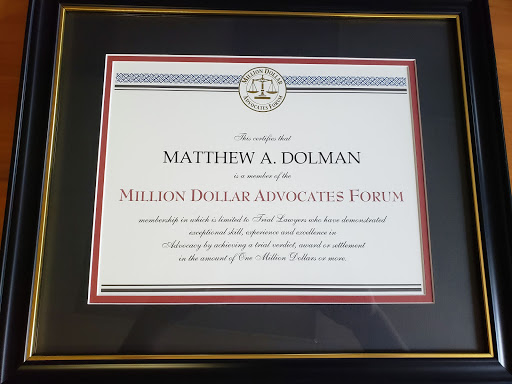 MILLION DOLLAR
ADVOCATES FORUM
This certifies that
MATTHEW A. DOLMAN
is a member of the
MILLION DOLLAR ADVOCATES FORUM
membership in which is limited to Trial Lawyers who have demonstrated
exceptional skill, experience and excellence in
Advocacy by achieving a trial verdict, award or settlement
in the amount of One Million Dollars or more.